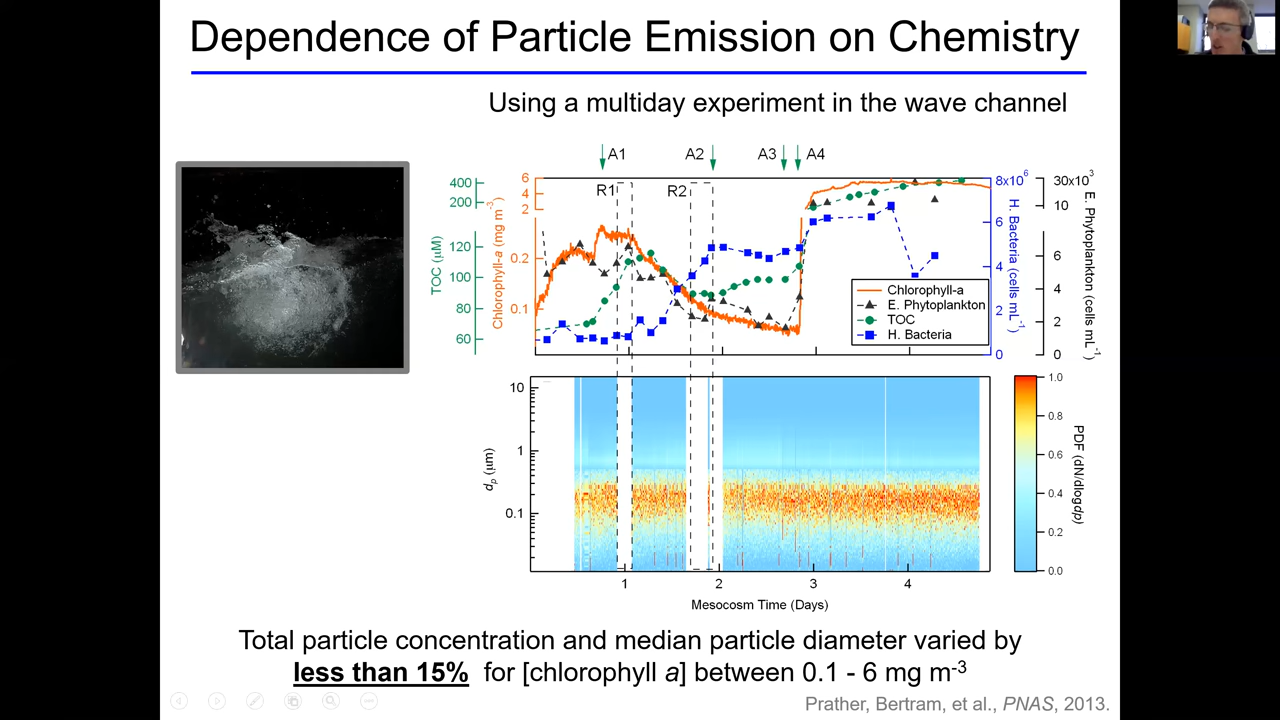 Dependence of Particle Emission on Chemistry
Using a multiday experiment in the wave channel
A1 A2 A3 A4
R1 R2
400
200
120
100
80
60
TOC (µM)
6
4
2
0.2
0.1
Chlorophyll-a (mg m-3)
8x10^6
6
4
2
0
H. Bacteria (cells mL-1)
30x10^3
10
6
4
2
0
E. Phytoplankton (cells mL-1)
Chlorophyll-a
E. Phytoplankton
TOC
H. Bacteria
10
1
0.1
dp (µm)
1 2 3 4
Mesocosm Time (Days)
1.0
0.8
0.6
0.4
0.2
0.0
PDF (dN/dlogdp)
Total particle concentration and median particle diameter varied by
less than 15% for [chlorophyll a] between 0.1 - 6 mg m-3
Prather, Bertram, et al., PNAS, 2013.